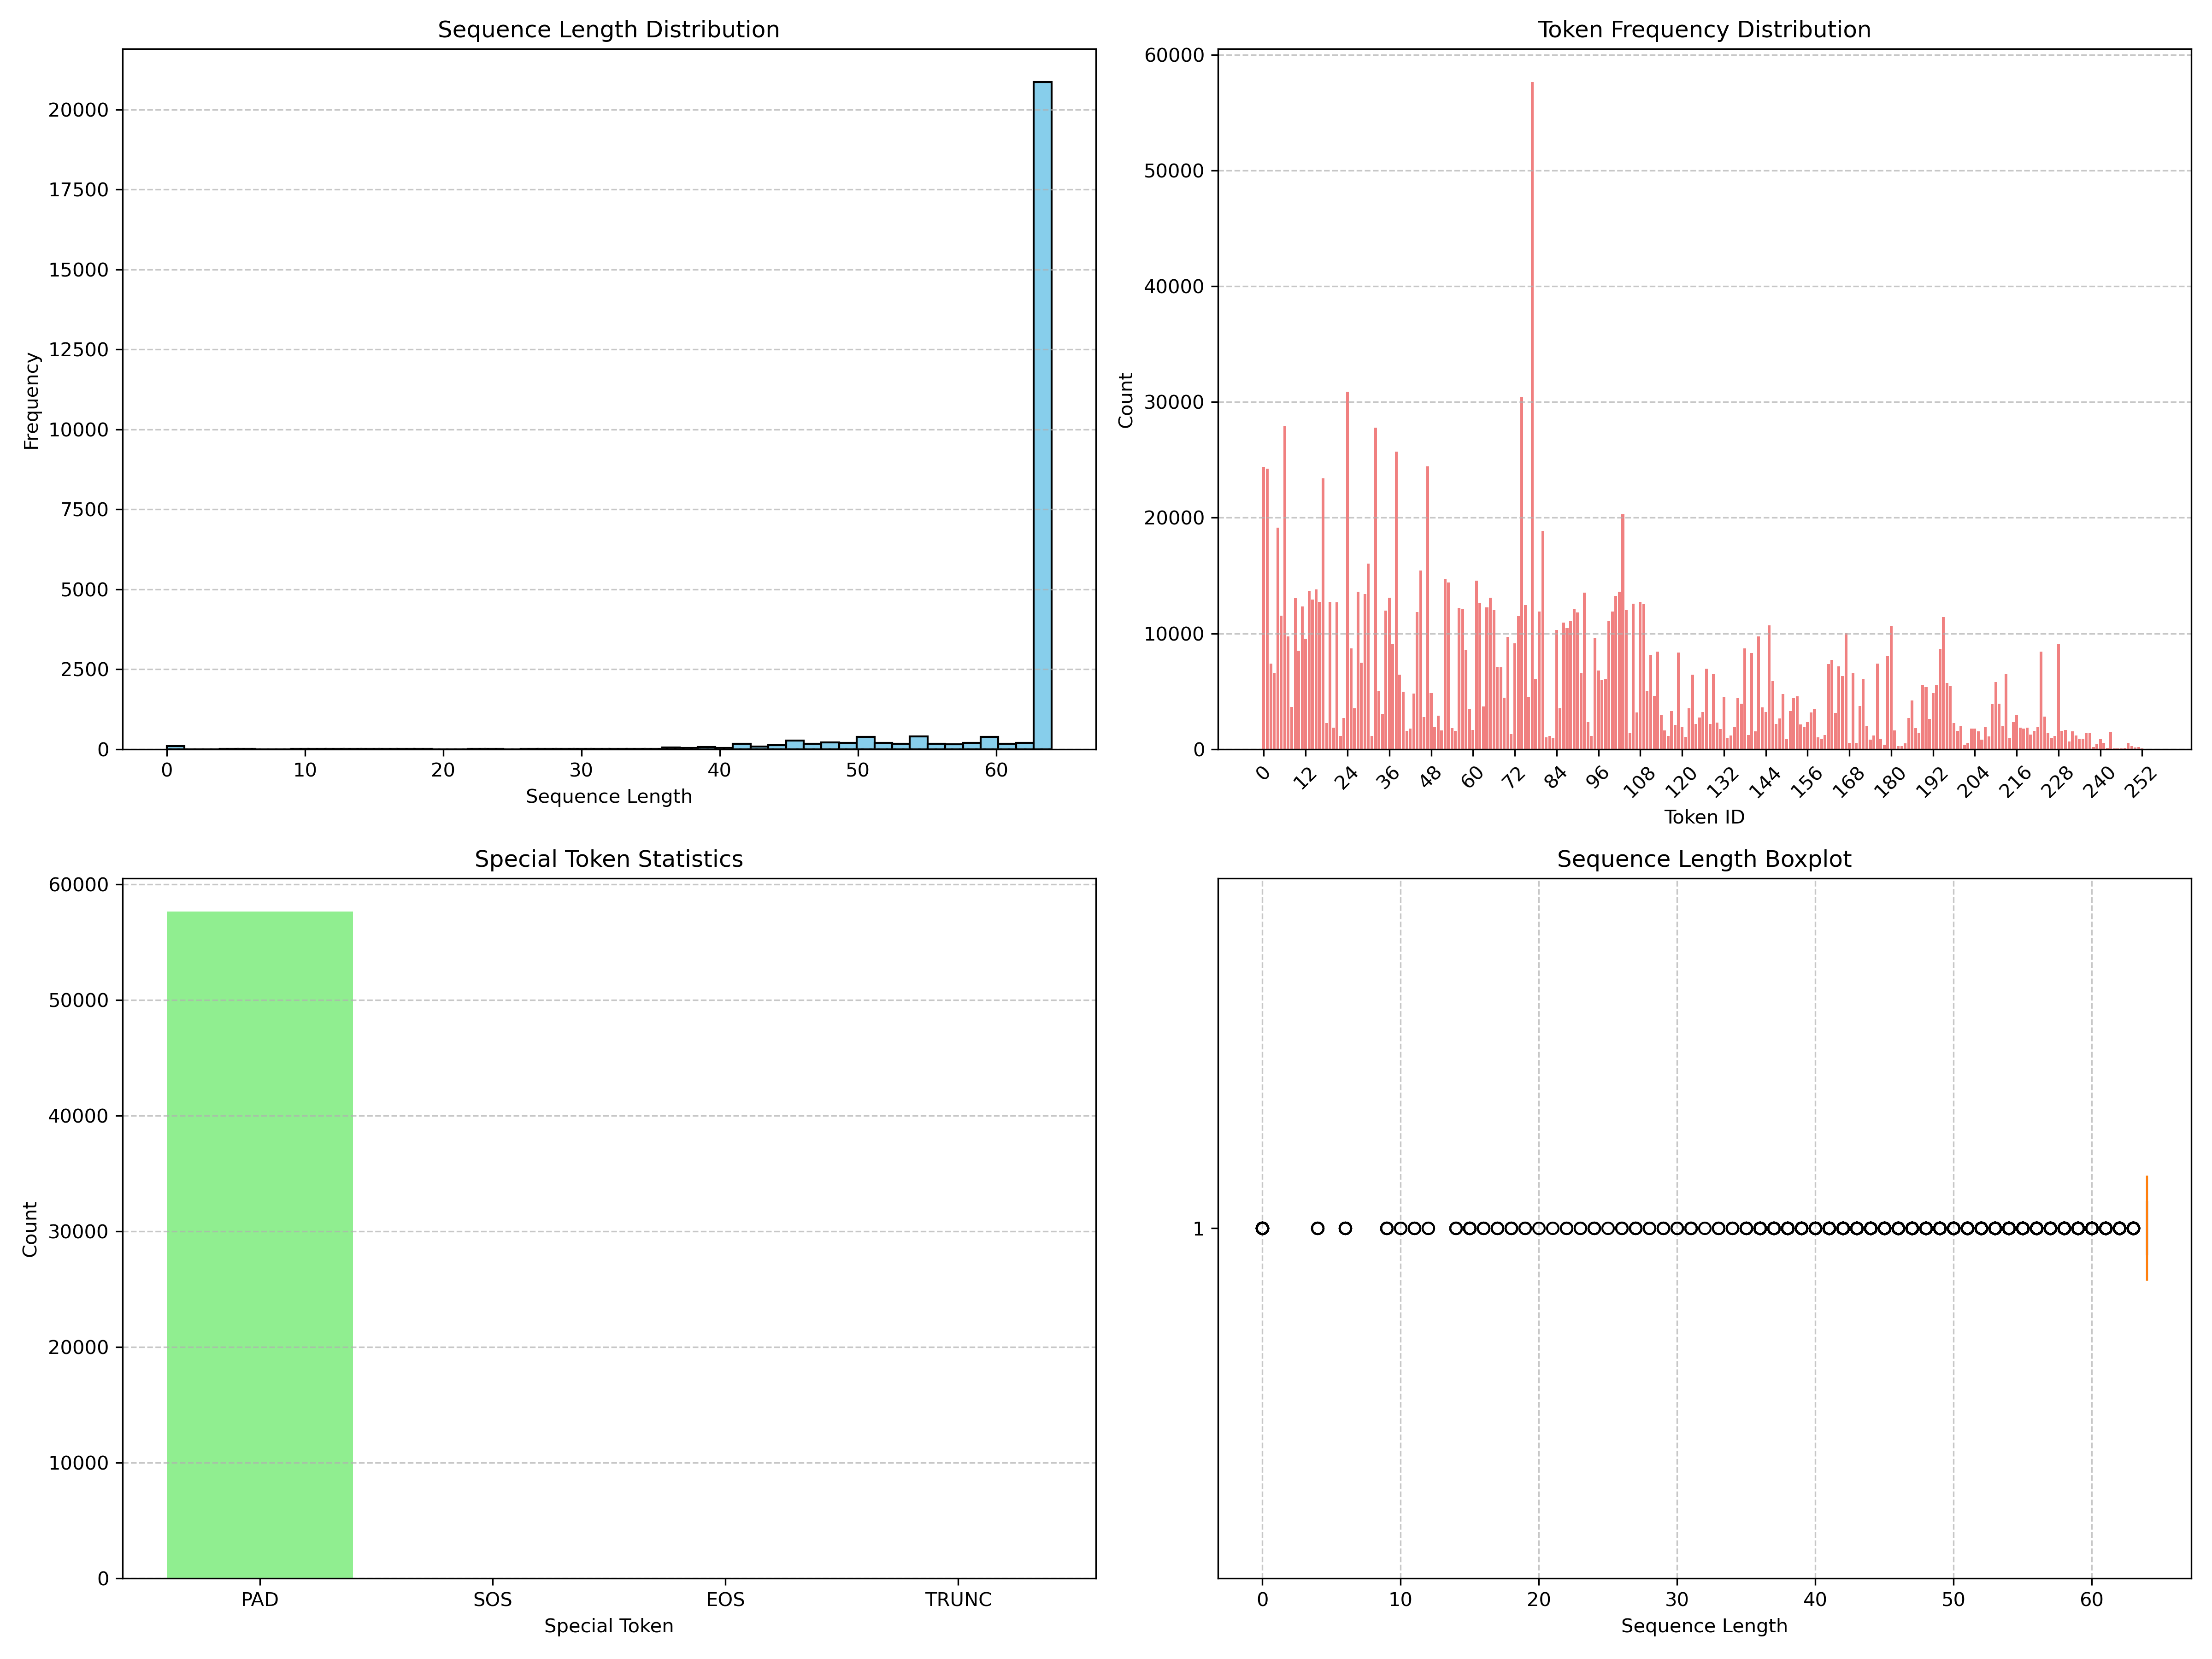 Sequence Length Distribution
20000
17500
15000
12500
10000
7500
5000
2500
0
Frequency
0 10 20 30 40 50 60
Sequence Length
Token Frequency Distribution
60000
50000
40000
30000
20000
10000
0
Count
0 12 24 36 48 60 72 84 96 108 120 132 144 156 168 180 192 204 216 228 240 252
Token ID
Special Token Statistics
60000
50000
40000
30000
20000
10000
0
Count
PAD SOS EOS TRUNC
Special Token
Sequence Length Boxplot
1
0 10 20 30 40 50 60
Sequence Length